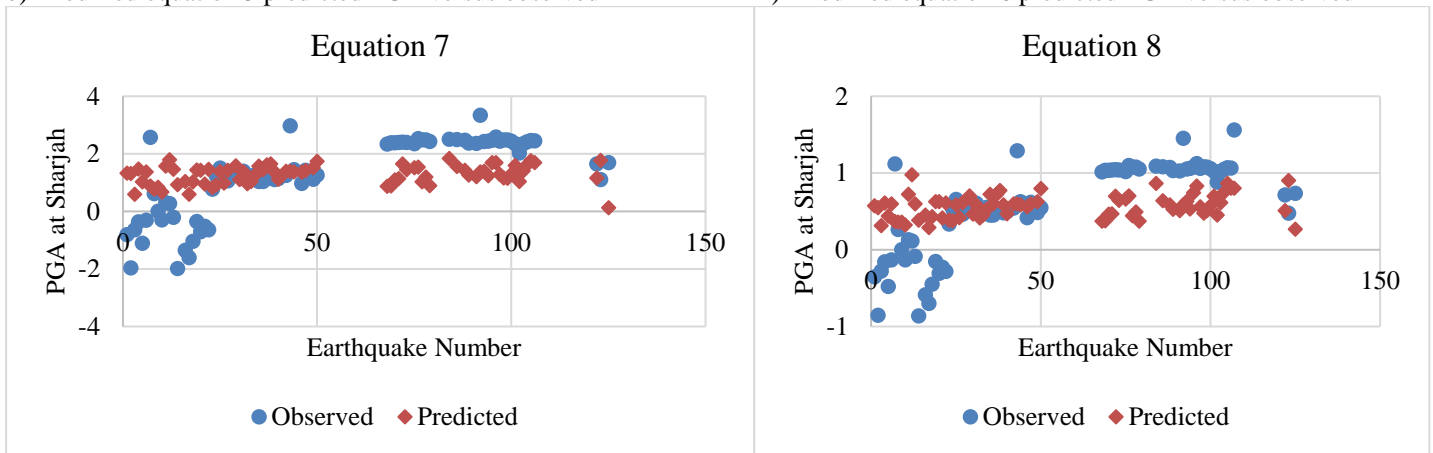 Equation 7
4
2
0
-2
-4
0
50
100
150
PGA at Sharjah
Earthquake Number
Observed
Predicted
Equation 8
2
1
0
-1
0
50
100
150
PGA at Sharjah
Earthquake Number
Observed
Predicted